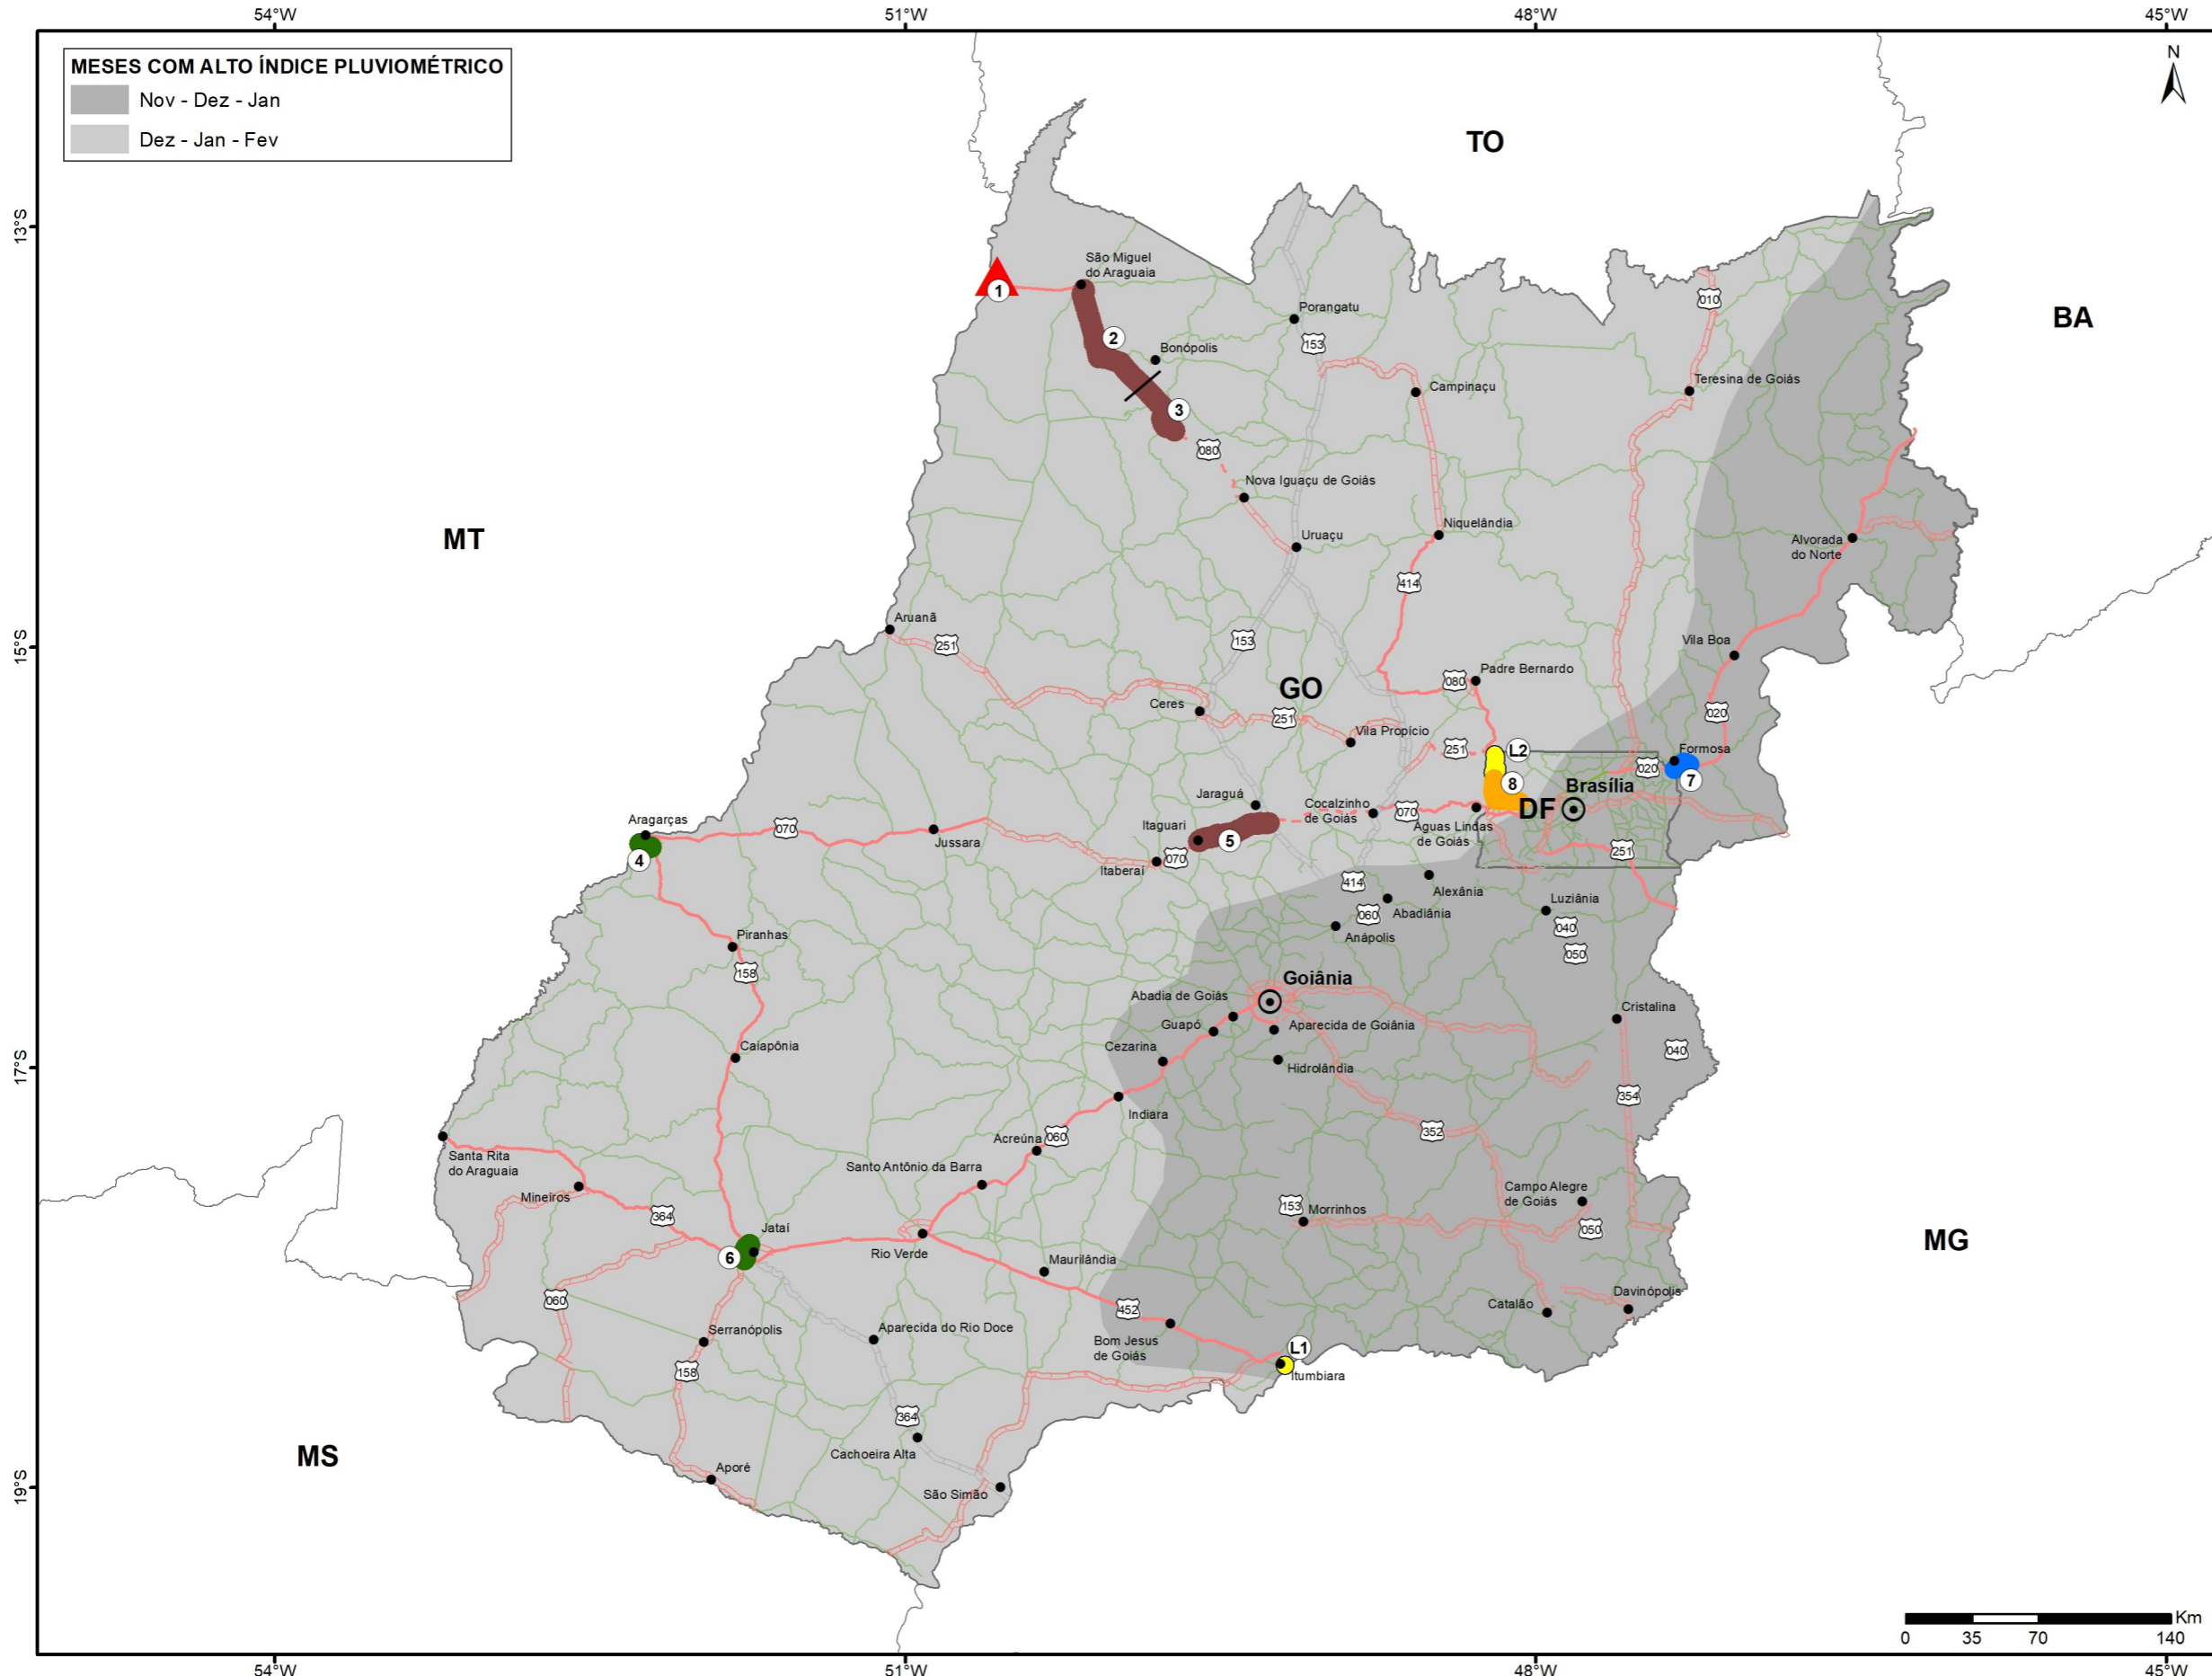 54°W
51°W
48°W
45°W
MESES COM ALTO ÍNDICE PLUVIOMÉTRICO
Nov - Dez - Jan
Dez - Jan - Fev
N
TO
13°S
São Miguel
do Araguaia
1
010
BA
Porangatu
2
153
Bonópolis
Teresina de Goiás
Campinaçu
3
080
Nova Iguaçu de Goiás
MT
Niquelândia
Uruaçu
Alvorada
do Norte
414
Aruanã
251
153
15°S
Vila Boa
Padre Bernardo
080
GO
Ceres
251
020
Vila Propício
251
L2
Formosa
020
7
8
Brasília
Jaraguá
Cocalzinho
de Goiás
070
DF
Aragarças
070
Itaguari
Águas Lindas
de Goiás
5
Jussara
4
070
Itaberaí
251
414
Alexânia
Luziânia
060
Abadiânia
040
Piranhas
Anápolis
050
158
Goiânia
Abadia de Goiás
Cristalina
Guapó
Aparecida de Goiânia
Caiapônia
Cezarina
040
17°S
Hidrolândia
354
Indiara
352
Acreúna
060
Santa Rita
do Araguaia
Santo Antônio da Barra
Mineiros
Campo Alegre
de Goiás
153
Morrinhos
364
050
Jataí
6
Rio Verde
MG
Maurilândia
060
452
Davinópolis
Catalão
Serranópolis
Aparecida do Rio Doce
Bom Jesus
de Goiás
L1
158
Itumbiara
364
MS
Cachoeira Alta
Aporé
São Simão
19°S
Km
0
35
70
140
54°W
51°W
48°W
45°W